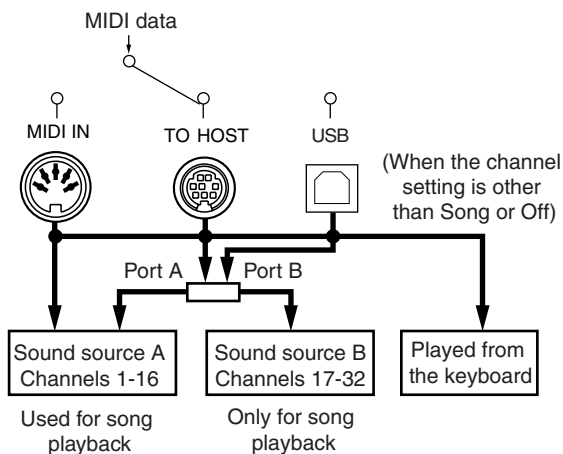 MIDI data
MIDI IN
TO HOST
USB
(When the channel
setting is other
than Song or Off)
Port A
Port B
Sound source A
Channels 1-16
Sound source B
Channels 17-32
Played from
the keyboard
Used for song
playback
Only for song
playback